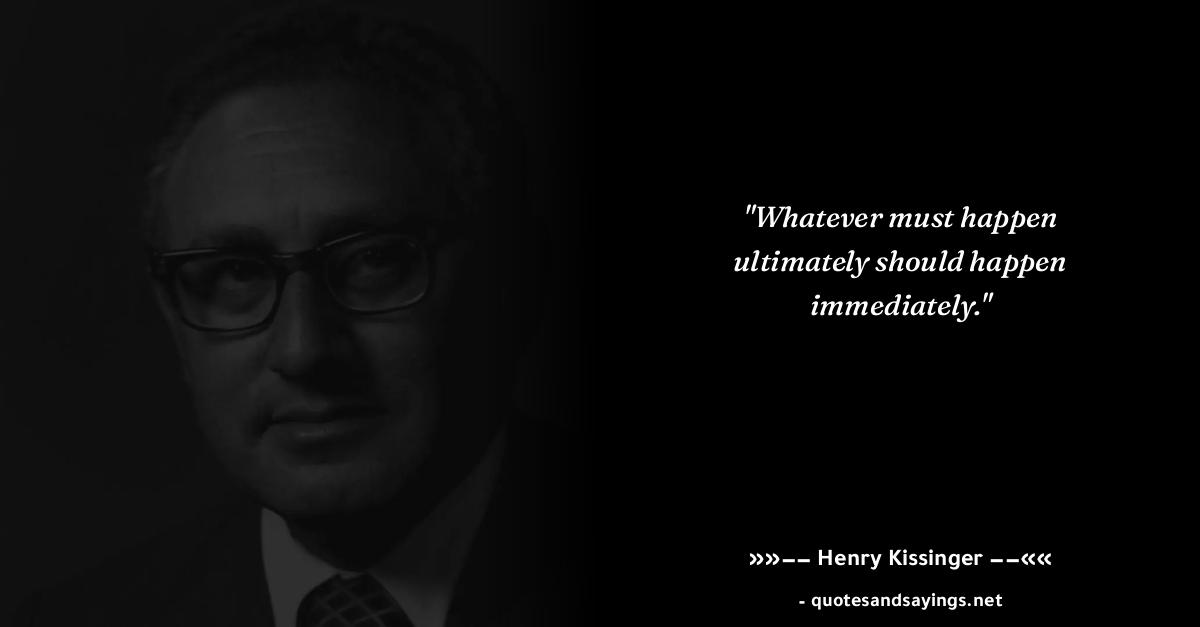 "Whatever must happen
ultimately should happen
immediately."
»»−− Henry Kissinger −−««
- quotesandsayings.net